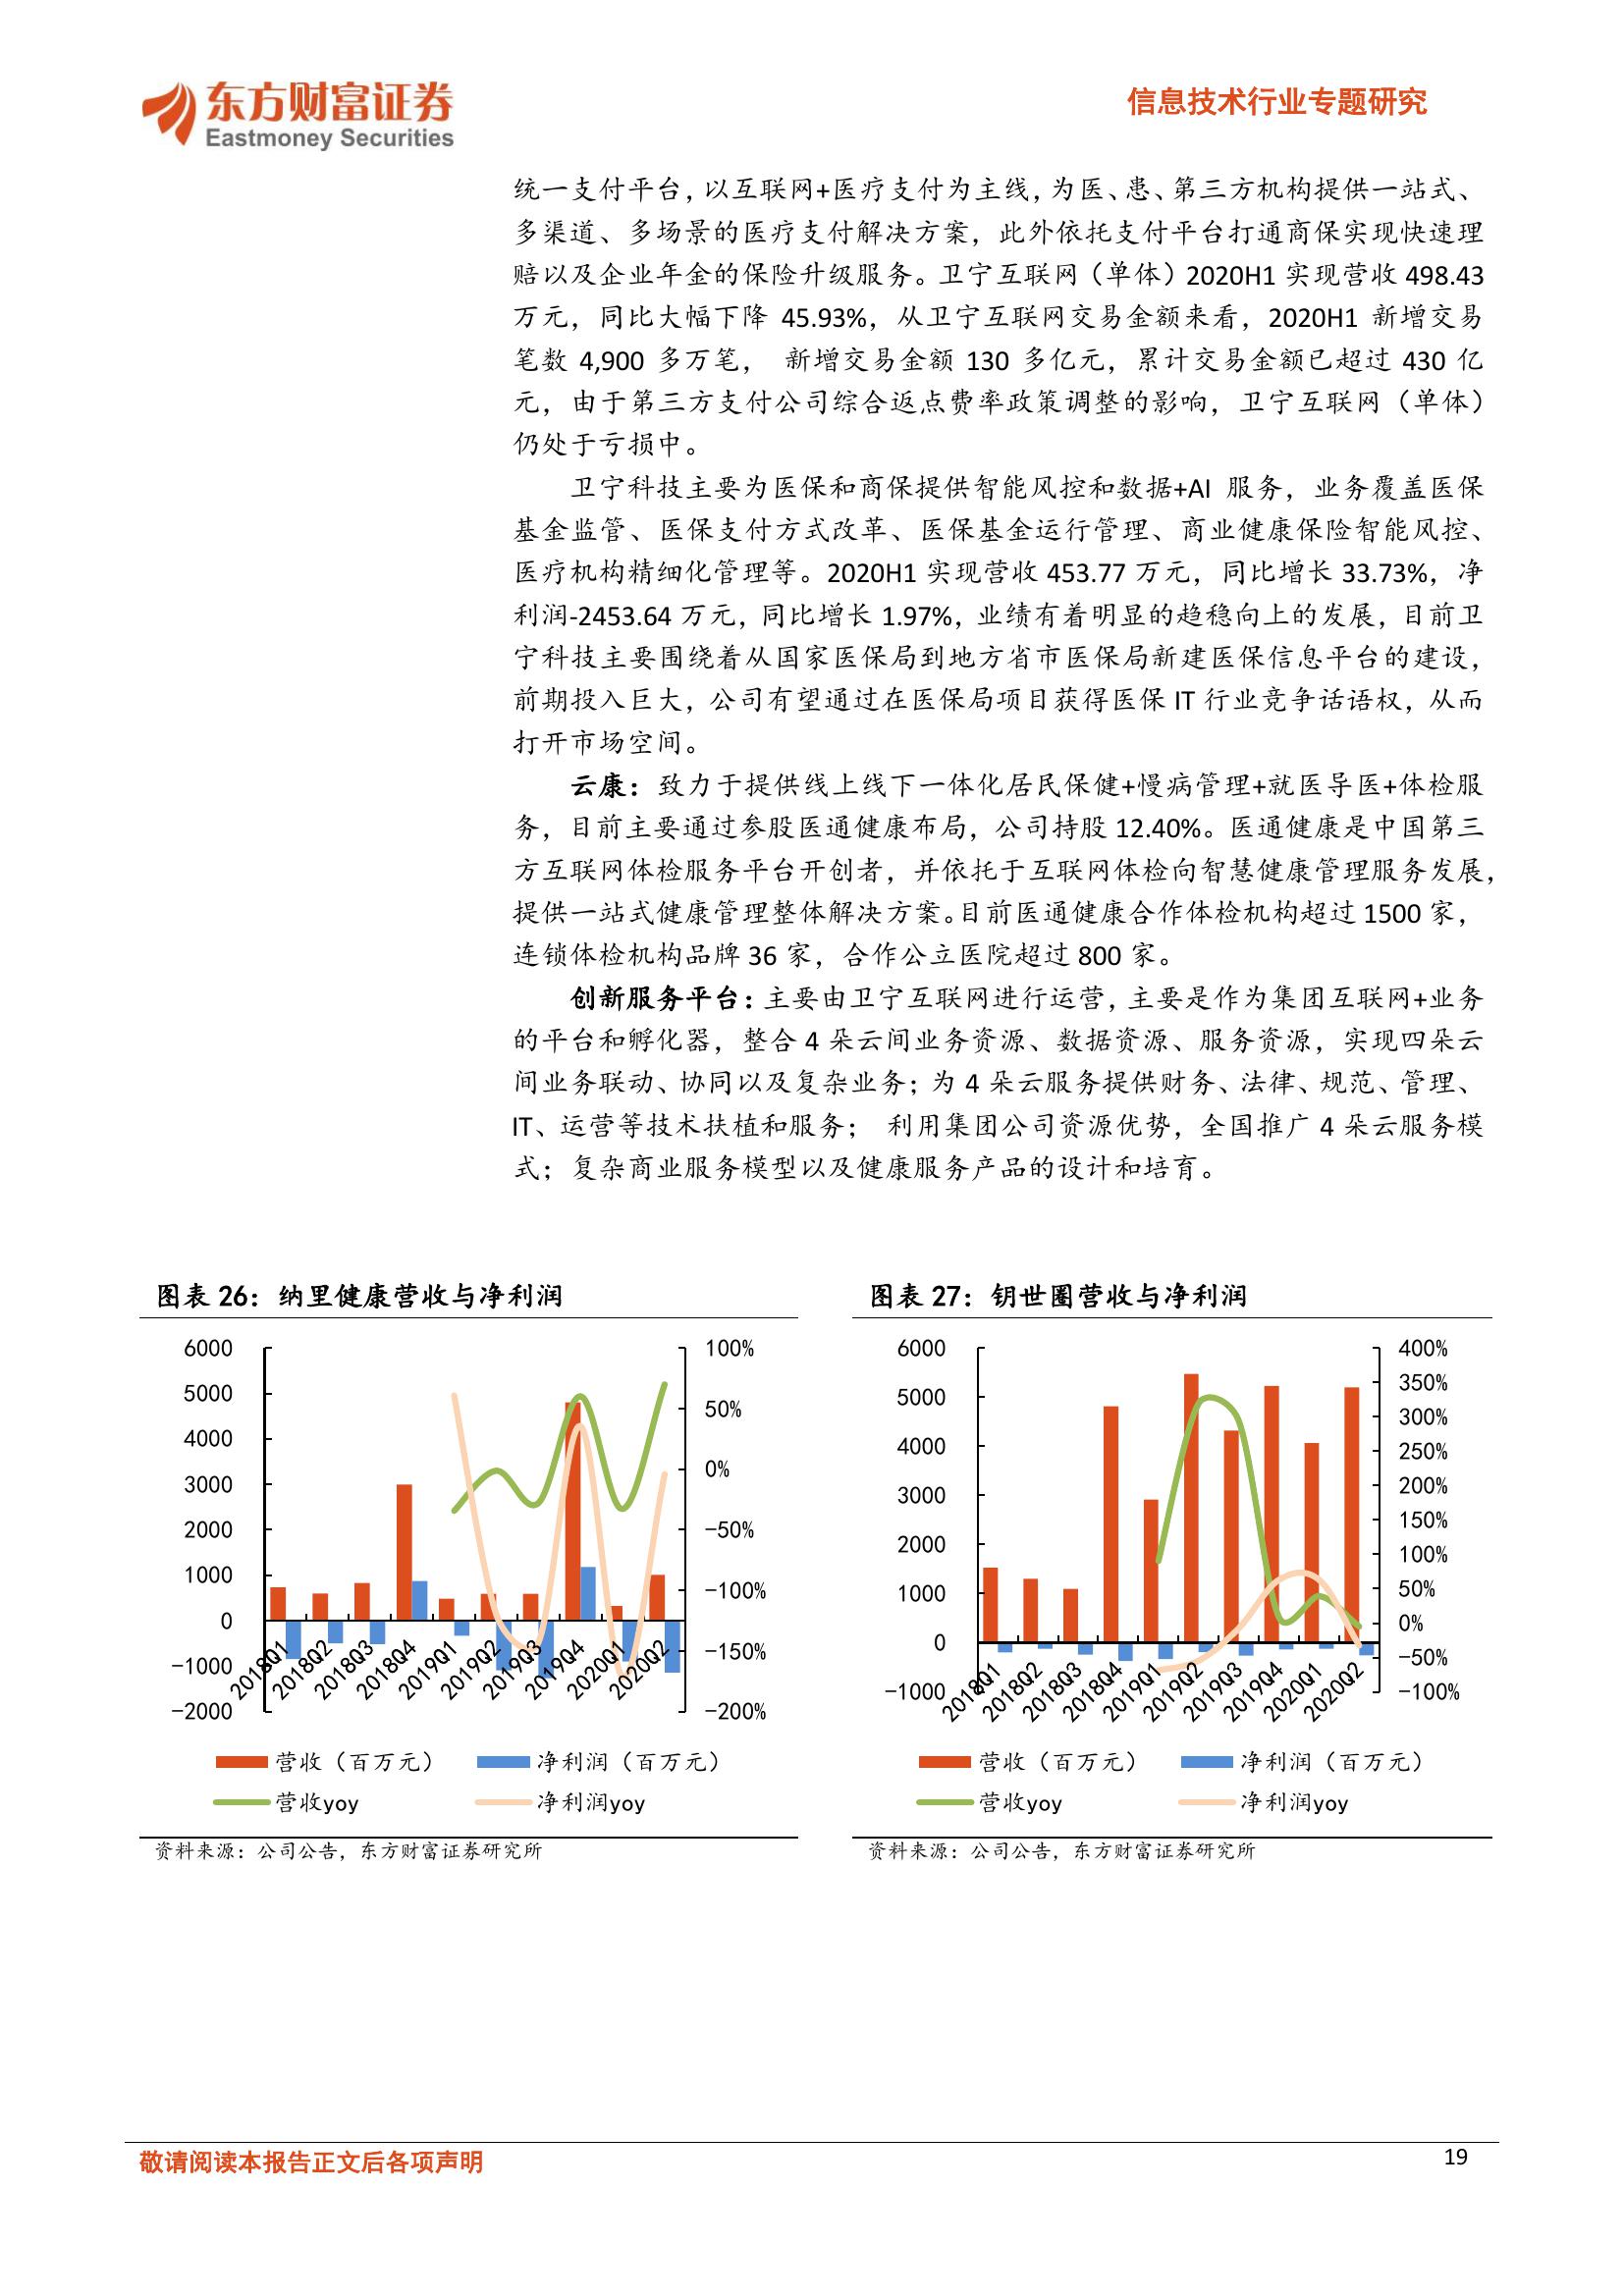 东方财富证券
Eastmoney Securities
信息技术行业专题研究
统一支付平台，以互联网+医疗支付为主线，为医、患、第三方机构提供一站式、
多渠道、多场景的医疗支付解决方案，此外依托支付平台打通商保实现快速理
赔以及企业年金的保险升级服务。卫宁互联网（单体）2020H1 实现营收 498.43
万元，同比大幅下降 45.93%，从卫宁互联网交易金额来看，2020H1 新增交易
笔数 4,900 多万笔， 新增交易金额 130 多亿元，累计交易金额已超过 430 亿
元，由于第三方支付公司综合返点费率政策调整的影响，卫宁互联网（单体）
仍处于亏损中。
卫宁科技主要为医保和商保提供智能风控和数据+AI 服务，业务覆盖医保
基金监管、医保支付方式改革、医保基金运行管理、商业健康保险智能风控、
医疗机构精细化管理等。2020H1 实现营收 453.77 万元，同比增长 33.73%，净
利润-2453.64 万元，同比增长 1.97%，业绩有着明显的趋稳向上的发展，目前卫
宁科技主要围绕着从国家医保局到地方省市医保局新建医保信息平台的建设，
前期投入巨大，公司有望通过在医保局项目获得医保 IT 行业竞争话语权，从而
打开市场空间。
云康：致力于提供线上线下一体化居民保健+慢病管理+就医导医+体检服
务，目前主要通过参股医通健康布局，公司持股 12.40%。医通健康是中国第三
方互联网体检服务平台开创者，并依托于互联网体检向智慧健康管理服务发展，
提供一站式健康管理整体解决方案。目前医通健康合作体检机构超过 1500 家，
连锁体检机构品牌 36 家，合作公立医院超过 800 家。
创新服务平台：主要由卫宁互联网进行运营，主要是作为集团互联网+业务
的平台和孵化器，整合 4 朵云间业务资源、数据资源、服务资源，实现四朵云
间业务联动、协同以及复杂业务；为 4 朵云服务提供财务、法律、规范、管理、
IT、运营等技术扶植和服务； 利用集团公司资源优势，全国推广 4 朵云服务模
式；复杂商业服务模型以及健康服务产品的设计和培育。
图表 26：纳里健康营收与净利润
6000
5000
4000
3000
2000
1000
0
-1000
-2000
100%
50%
0%
-50%
-100%
-150%
-200%
2018Q1
2018Q2
2018Q3
2018Q4
2019Q1
2019Q2
2019Q3
2019Q4
2020Q1
2020Q2
营收（百万元）
净利润（百万元）
营收yoy
净利润yoy
资料来源：公司公告，东方财富证券研究所
图表 27：钥世圈营收与净利润
6000
5000
4000
3000
2000
1000
0
-1000
400%
350%
300%
250%
200%
150%
100%
50%
0%
-50%
-100%
2018Q1
2018Q2
2018Q3
2018Q4
2019Q1
2019Q2
2019Q3
2019Q4
2020Q1
2020Q2
营收（百万元）
净利润（百万元）
营收yoy
净利润yoy
资料来源：公司公告，东方财富证券研究所
敬请阅读本报告正文后各项声明
19